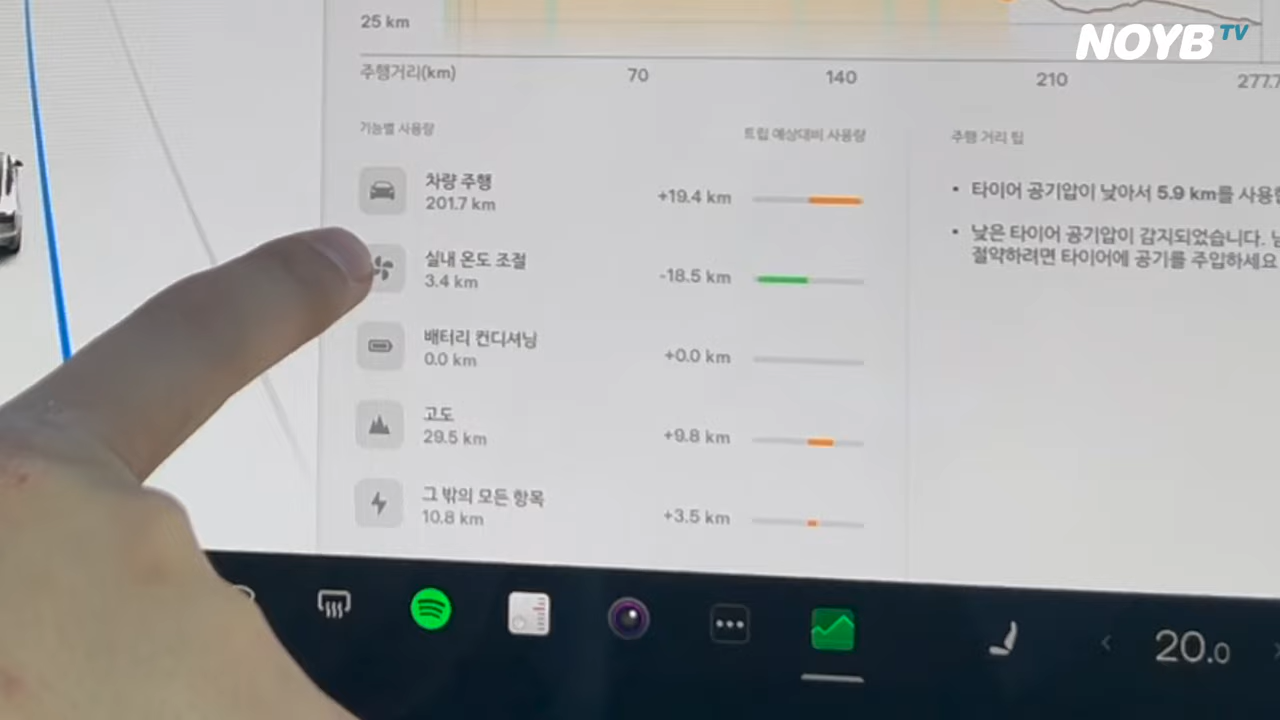 NOYB TV
25 km
주행거리(km) 70 140 210 277.7
기능별 사용량 트립 예상대비 사용량 주행 거리 팁
차량 주행
201.7 km +19.4 km
실내 온도 조절
3.4 km -18.5 km
배터리 컨디셔닝
0.0 km +0.0 km
고도
29.5 km +9.8 km
그 밖의 모든 항목
10.8 km +3.5 km
• 타이어 공기압이 낮아서 5.9 km를
• 낮은 타이어 공기압이 감지되었습니다.
절약하려면 타이어에 공기를 주입하세요
20.0